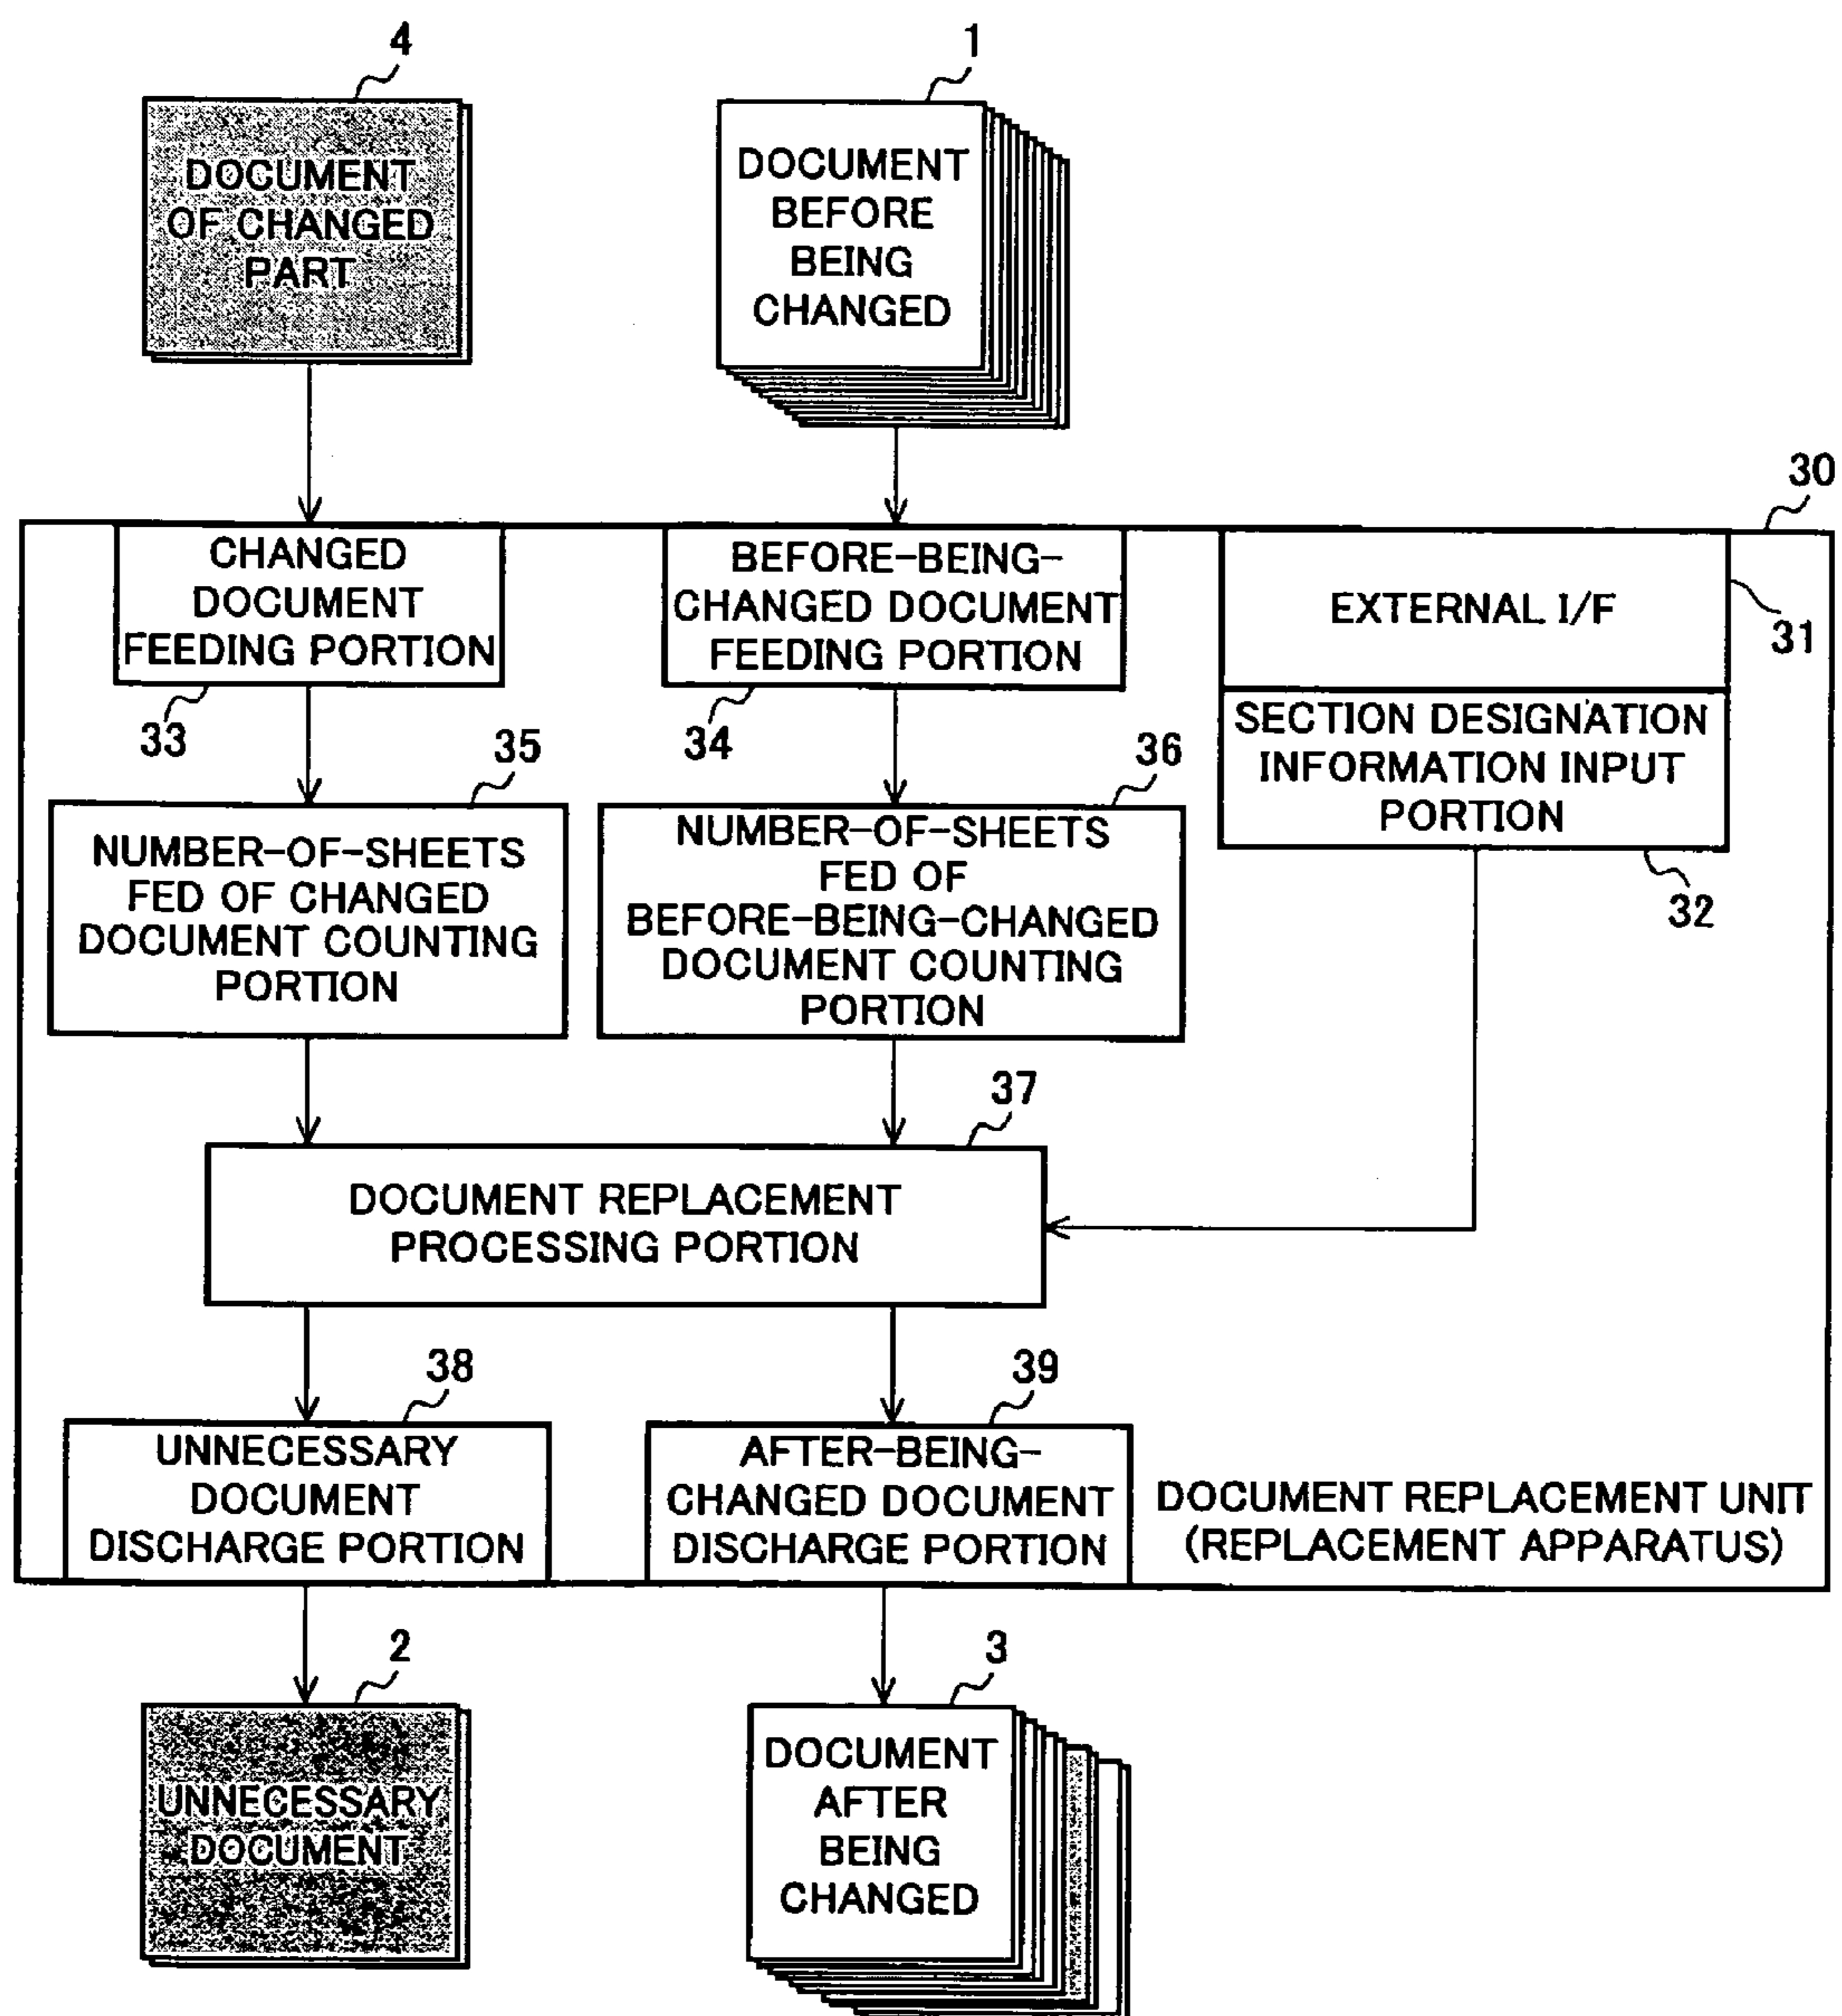 4
1
DOCUMENT
OF CHANGED
PART
DOCUMENT
BEFORE
BEING
CHANGED
30
CHANGED
DOCUMENT
FEEDING PORTION
BEFORE-BEING-
CHANGED DOCUMENT
FEEDING PORTION
EXTERNAL I/F
31
33
34
SECTION DESIGNATION
INFORMATION INPUT
PORTION
32
35
36
NUMBER-OF-SHEETS
FED OF CHANGED
DOCUMENT COUNTING
PORTION
NUMBER-OF-SHEETS
FED OF
BEFORE-BEING-CHANGED
DOCUMENT COUNTING
PORTION
37
DOCUMENT REPLACEMENT
PROCESSING PORTION
38
39
UNNECESSARY
DOCUMENT
DISCHARGE PORTION
AFTER-BEING-
CHANGED DOCUMENT
DISCHARGE PORTION
DOCUMENT REPLACEMENT UNIT
(REPLACEMENT APPARATUS)
2
3
UNNECESSARY
DOCUMENT
DOCUMENT
AFTER
BEING
CHANGED